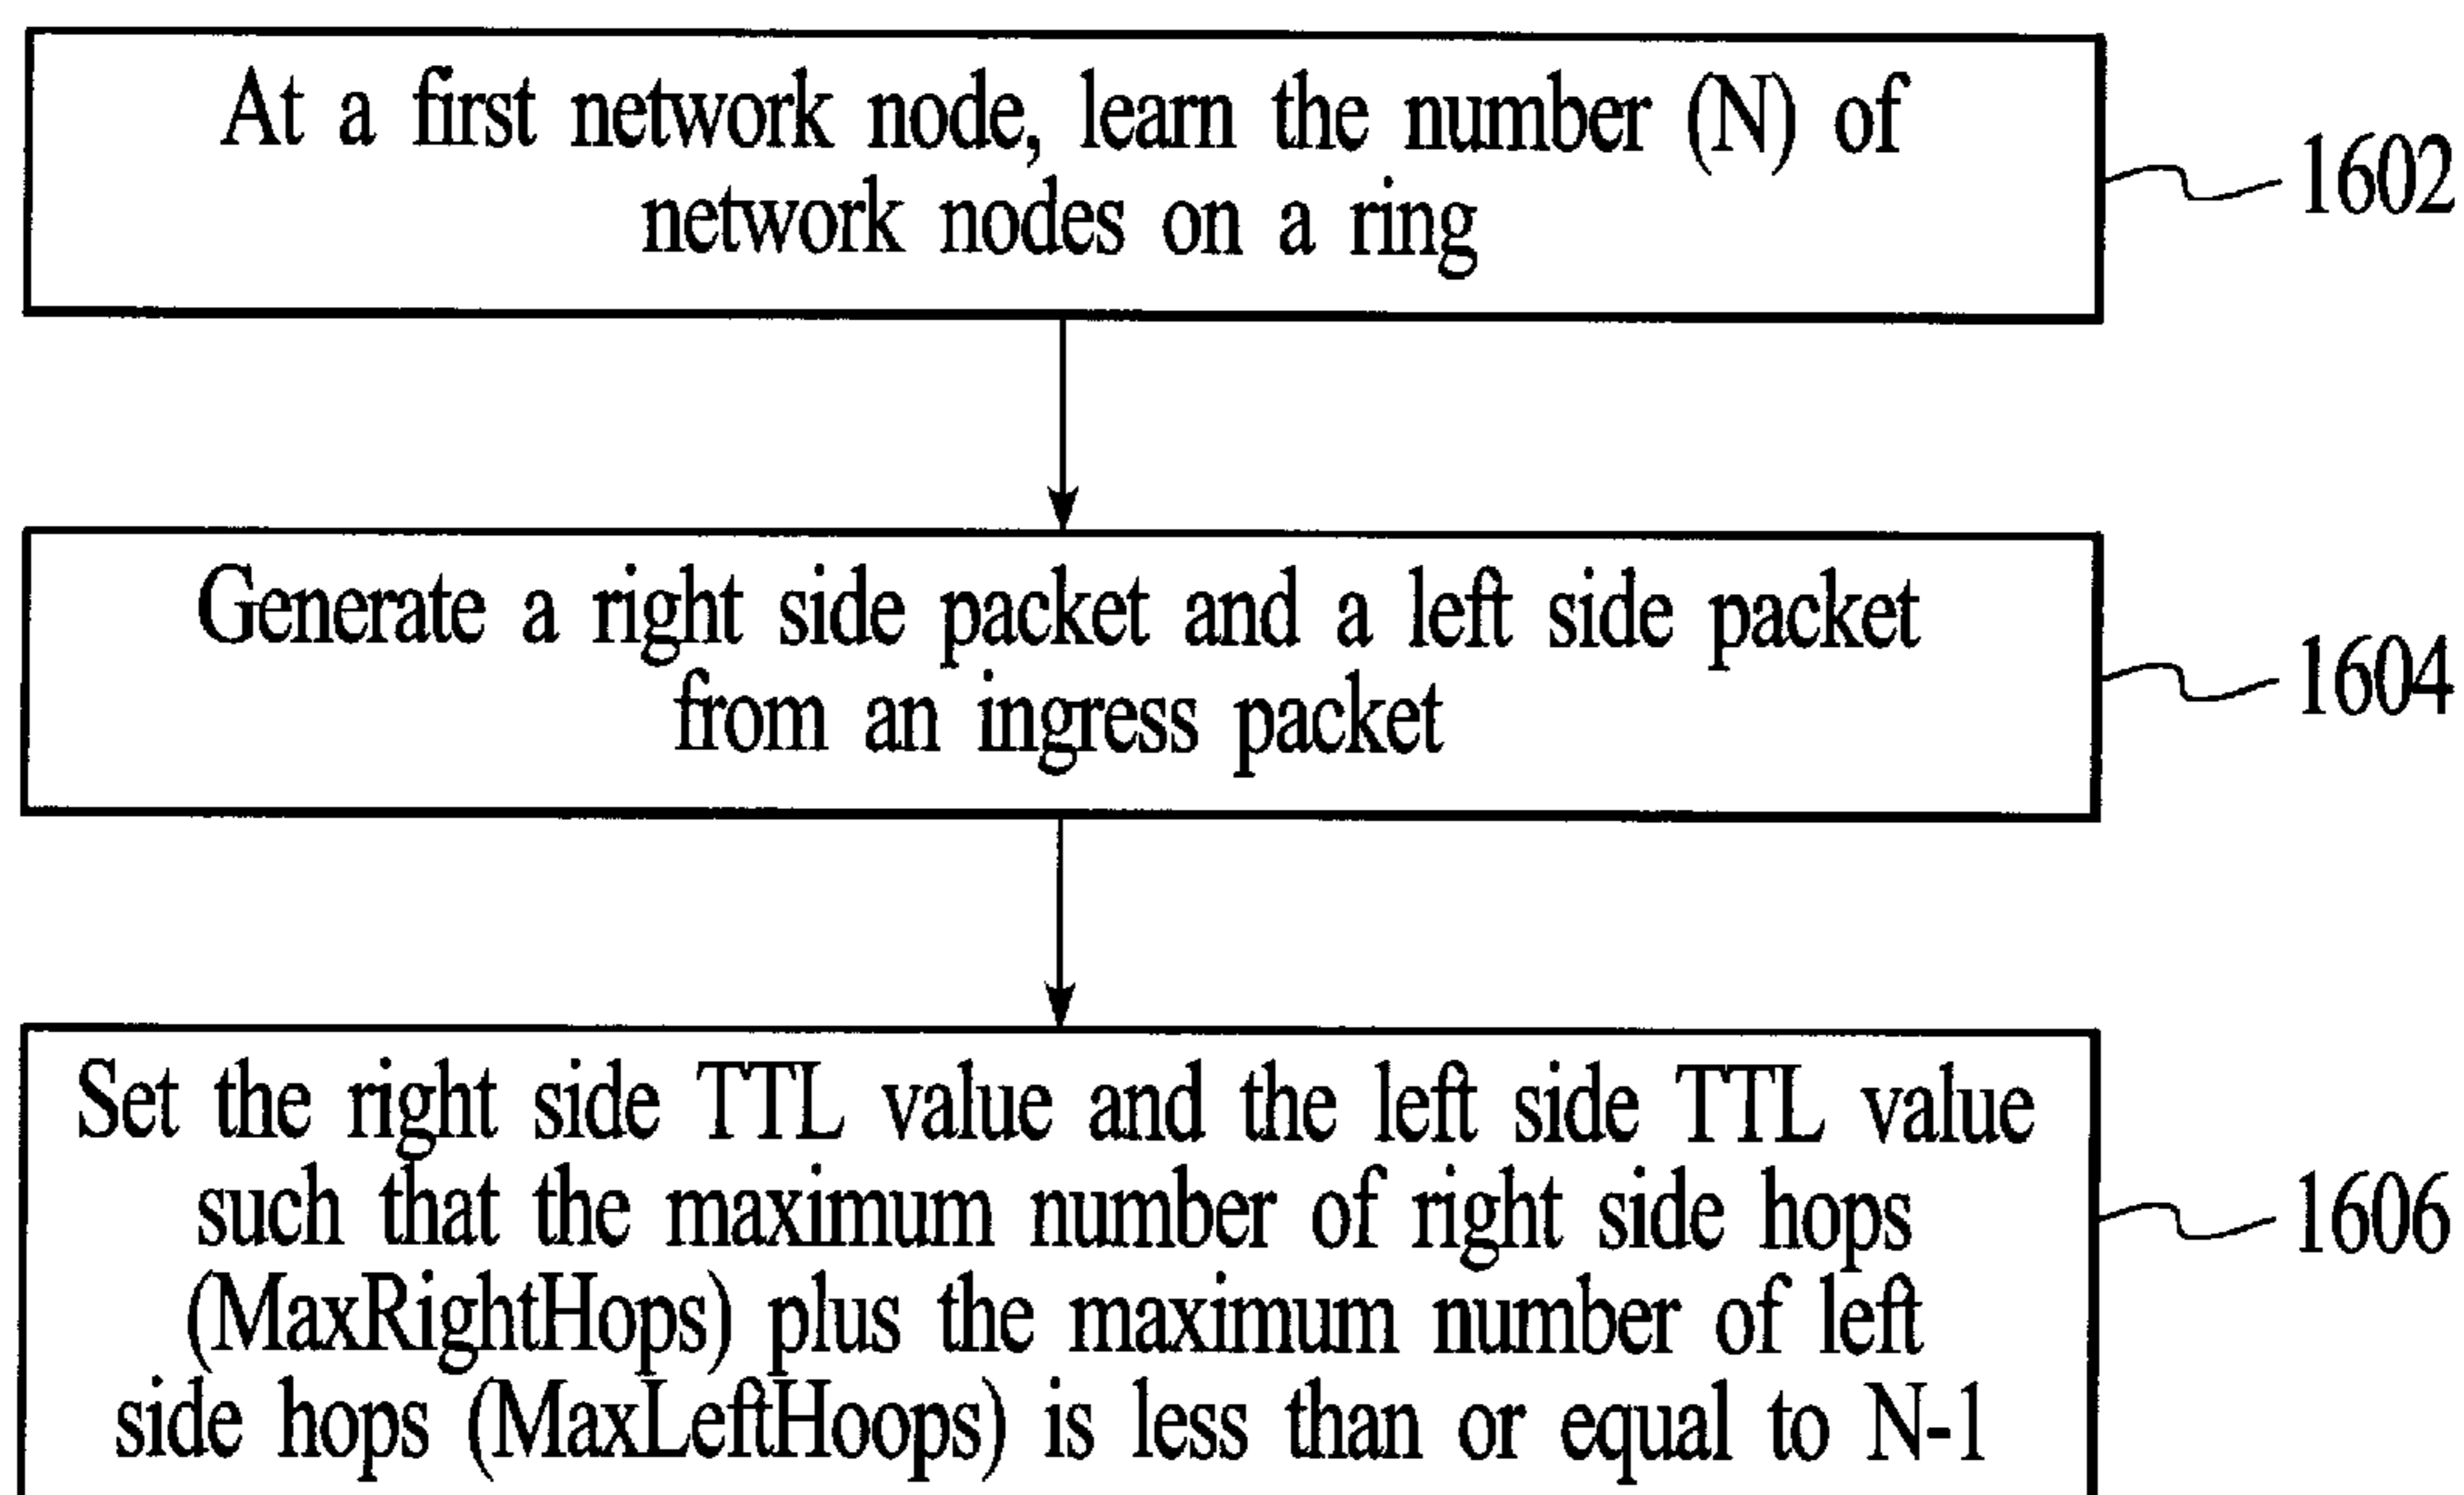 At a first network node, learn the number (N) of
network nodes on a ring
1602
Generate a right side packet and a left side packet
from an ingress packet
1604
Set the right side TTL value and the left side TTL value
such that the maximum number of right side hops
(MaxRightHops) plus the maximum number of left
side hops (MaxLeftHoops) is less than or equal to N-1
1606